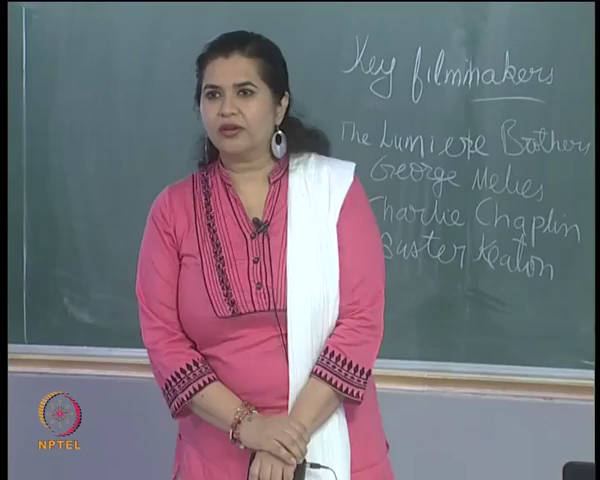 Key filmmakers
The Lumiere Brothers
George Melies
Charlie Chaplin
Buster Keaton
NPTEL